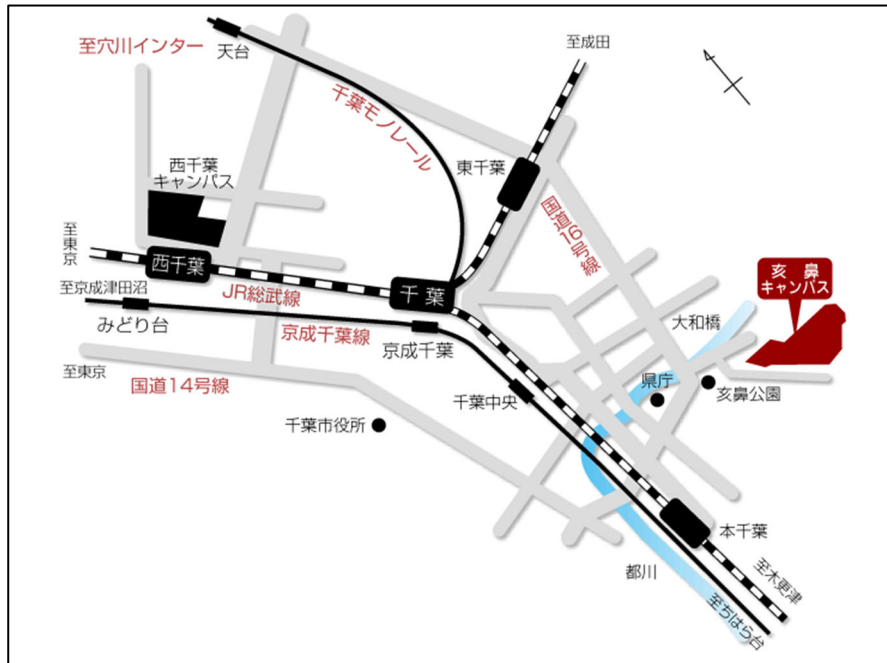 至穴川インター
天台
千葉モノレール
至成田
西千葉
キャンパス
東千葉
国道16号線
至東京
西千葉
JR総武線
千葉
亥鼻
キャンパス
至京成津田沼
みどり台
京成千葉線
京成千葉
大和橋
至東京
国道14号線
千葉中央
県庁
亥鼻公園
千葉市役所
本千葉
都川
至木更津
至ちはら台